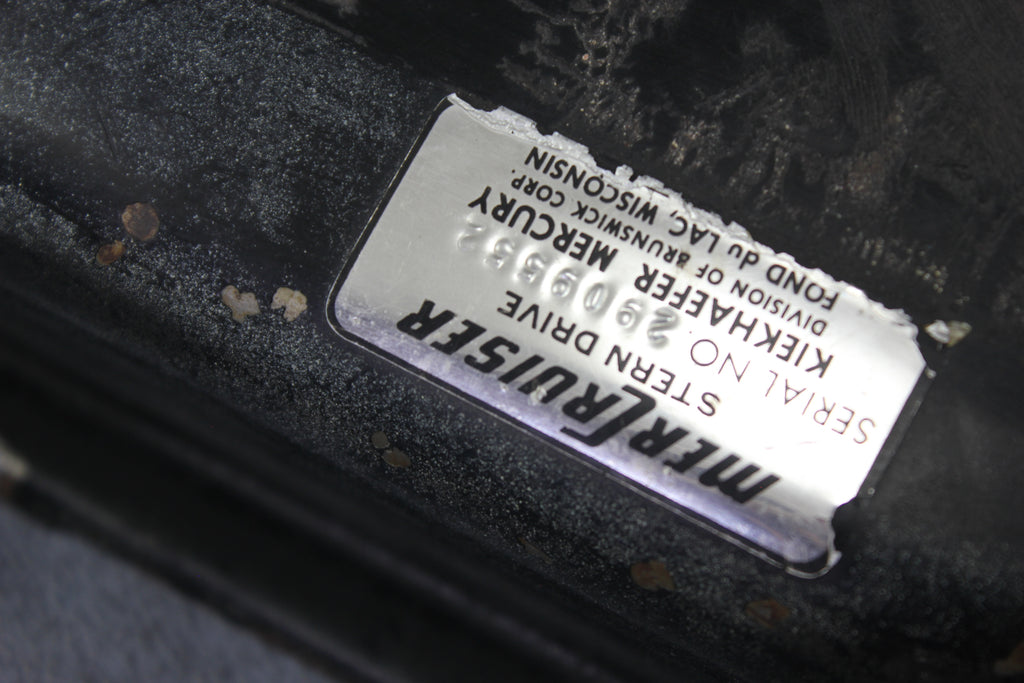 MERCRUISER
STERN DRIVE
SERIAL NO 2909552
KIEKHAEFER MERCURY
DIVISION OF BRUNSWICK CORP.
FOND du LAC, WISCONSIN